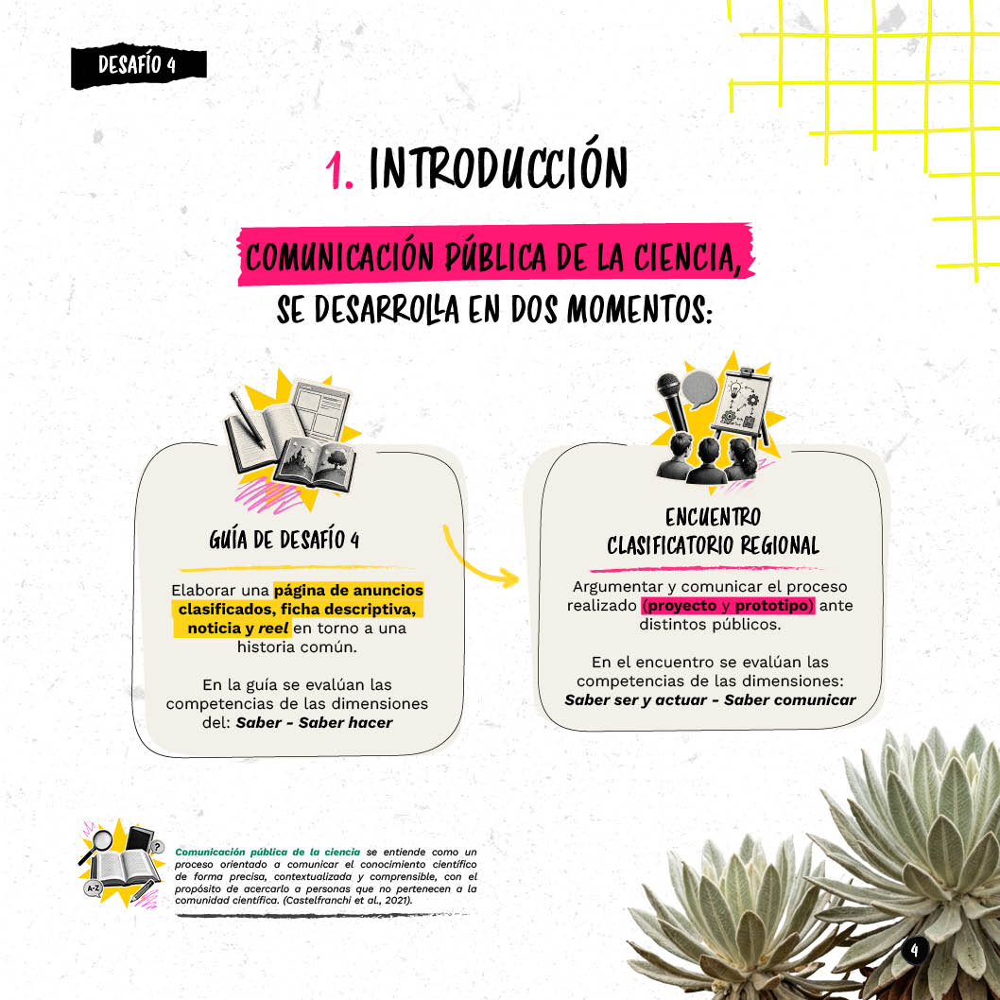 DESAFÍO 4
1. INTRODUCCIÓN
COMUNICACIÓN PÚBLICA DE LA CIENCIA,
SE DESARROLLA EN DOS MOMENTOS:
GUÍA DE DESAFÍO 4
Elaborar una página de anuncios
clasificados, ficha descriptiva,
noticia y reel en torno a una
historia común.
En la guía se evalúan las
competencias de las dimensiones
del: Saber - Saber hacer
ENCUENTRO
CLASIFICATORIO REGIONAL
Argumentar y comunicar el proceso
realizado (proyecto y prototipo) ante
distintos públicos.
En el encuentro se evalúan las
competencias de las dimensiones:
Saber ser y actuar - Saber comunicar
?
A-Z
Comunicación pública de la ciencia se entiende como un
proceso orientado a comunicar el conocimiento científico
de forma precisa, contextualizada y comprensible, con el
propósito de acercarlo a personas que no pertenecen a la
comunidad científica. (Castelfranchi et al., 2021).
4